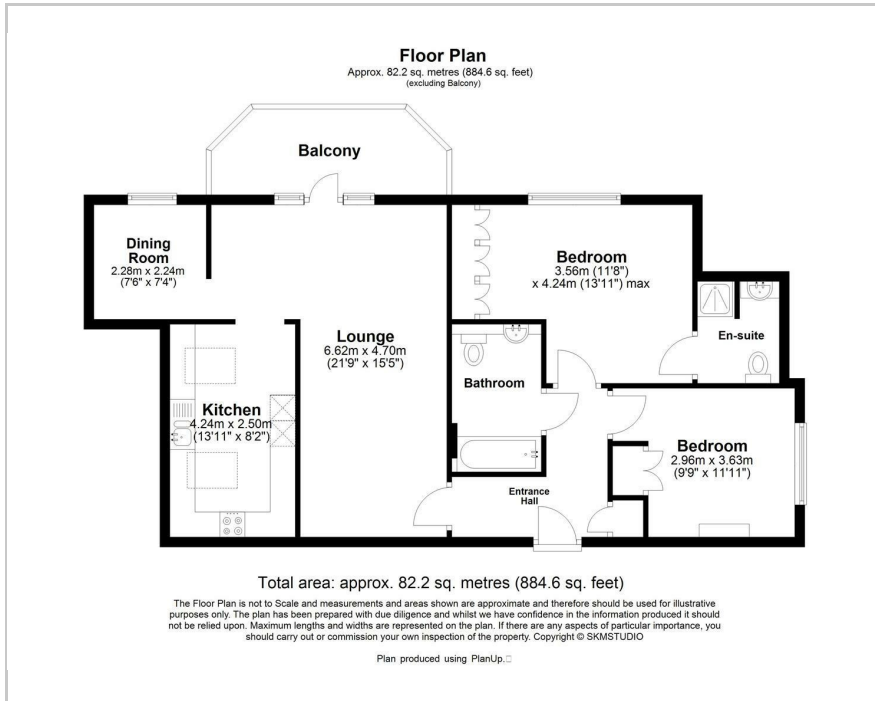 Floor Plan
Approx. 82.2 sq. metres (884.6 sq. feet)
(excluding Balcony)
Balcony
Dining
Room
2.28m x 2.24m
(7'6" x 7'4")
Bedroom
3.56m (11'8")
x 4.24m (13'11") max
En-suite
Lounge
6.62m x 4.70m
(21'9" x 15'5")
Bathroom
Kitchen
4.24m x 2.50m
(13'11" x 8'2")
Bedroom
2.96m x 3.63m
(9'9" x 11'11")
Entrance
Hall
Total area: approx. 82.2 sq. metres (884.6 sq. feet)
The Floor Plan is not to Scale and measurements and areas shown are approximate and therefore should be used for illustrative
purposes only. The plan has been prepared with due diligence and whilst we have confidence in the information produced it should
not be relied upon. Maximum lengths and widths are represented on the plan. If there are any aspects of particular importance, you
should carry out or commission your own inspection of the property. Copyright © SKMSTUDIO
Plan produced using PlanUp.